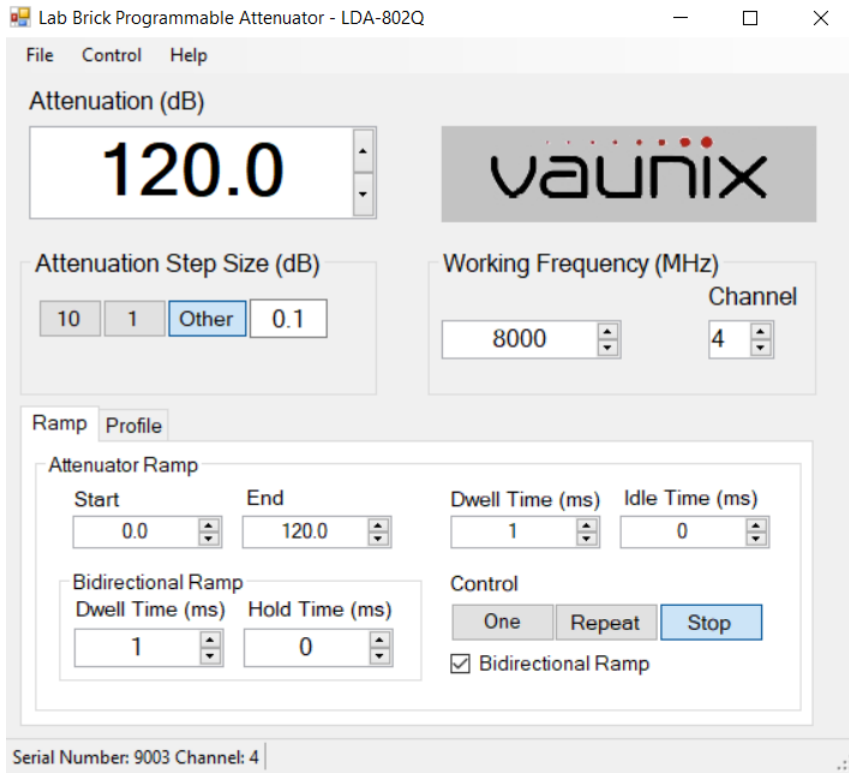 Lab Brick Programmable Attenuator - LDA-802Q
File Control Help
Attenuation (dB)
120.0
vaunix
Attenuation Step Size (dB)
10 1 Other 0.1
Working Frequency (MHz)
Channel
8000 4
Ramp Profile
Attenuator Ramp
Start End Dwell Time (ms) Idle Time (ms)
0.0 120.0 1 0
Bidirectional Ramp
Dwell Time (ms) Hold Time (ms)
1 0
Control
One Repeat Stop
Bidirectional Ramp
Serial Number: 9003 Channel: 4